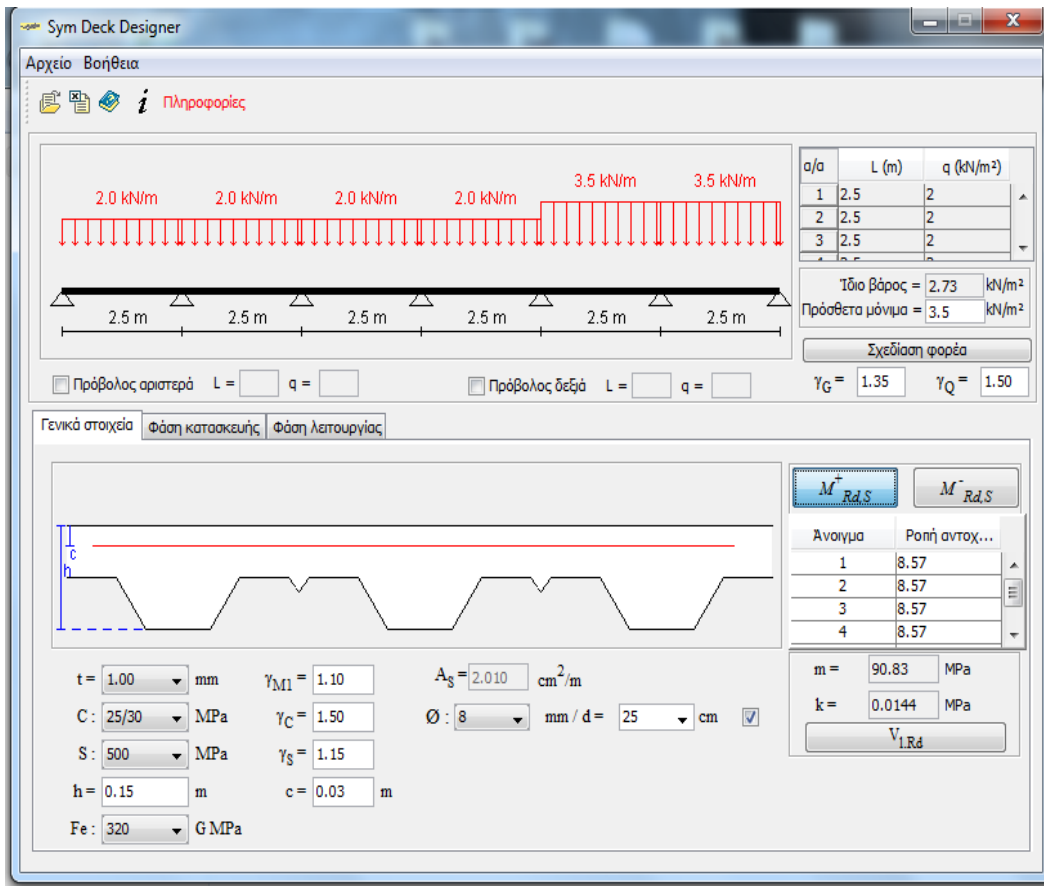 Sym Deck Designer
Αρχείο Βοήθεια
i Πληροφορίες
2.0 kN/m 2.0 kN/m 2.0 kN/m 2.0 kN/m 3.5 kN/m 3.5 kN/m
2.5 m 2.5 m 2.5 m 2.5 m 2.5 m 2.5 m
α/α L (m) q (kN/m²)
1 2.5 2
2 2.5 2
3 2.5 2
Ίδιο βάρος = 2.73 kN/m²
Πρόσθετα μόνιμα = 3.5 kN/m²
Σχεδίαση φορέα
Πρόβολος αριστερά L = q =
Πρόβολος δεξιά L = q =
γG = 1.35 γQ = 1.50
Γενικά στοιχεία Φάση κατασκευής Φάση λειτουργίας
c
h
M+Rd,S M-Rd,S
Άνοιγμα Ροπή αντοχ...
1 8.57
2 8.57
3 8.57
4 8.57
t = 1.00 mm γM1 = 1.10 AS = 2.010 cm²/m
C : 25/30 MPa γC = 1.50 Ø : 8 mm / d = 25 cm
S : 500 MPa γS = 1.15
h = 0.15 m c = 0.03 m
Fe : 320 G MPa
m = 90.83 MPa
k = 0.0144 MPa
V1.Rd